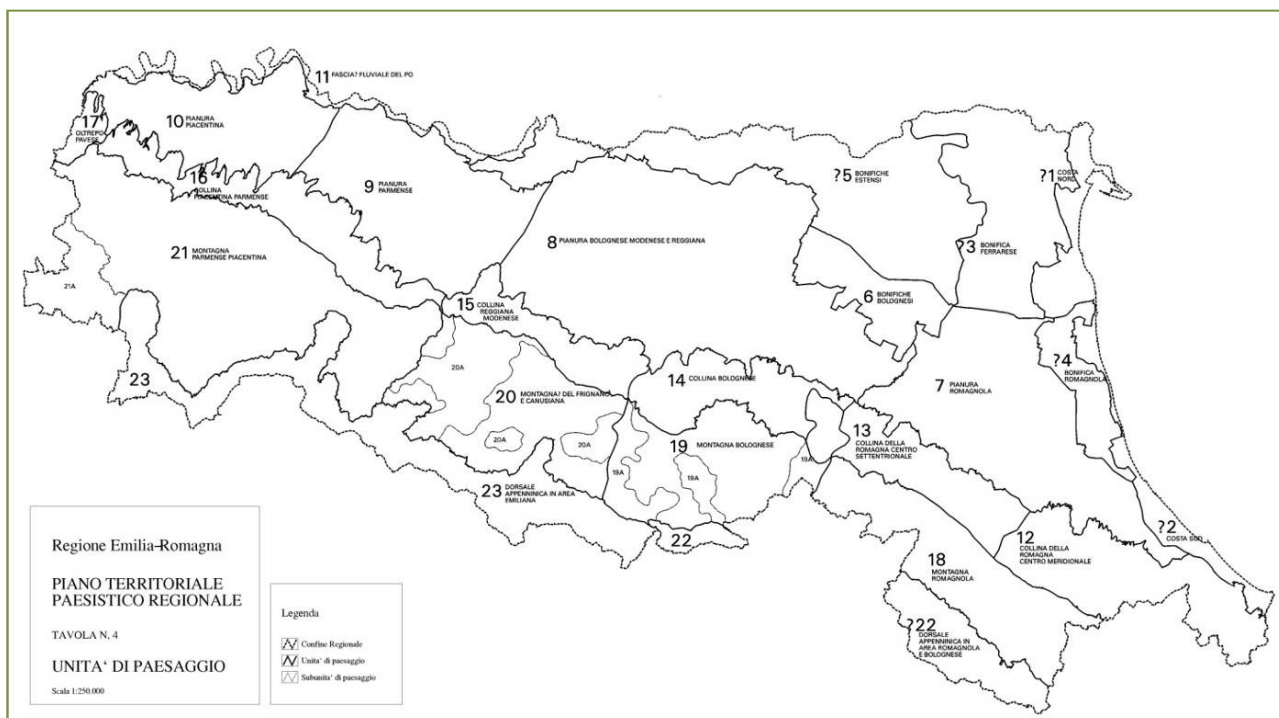 11 FASCIA? FLUVIALE DEL PO
17 OLTREPO
PAVESE
10 PIANURA
PIACENTINA
16 COLLINA
PIACENTINA PARMENSE
9 PIANURA
PARMENSE
21 MONTAGNA
PARMENSE PIACENTINA
21A
23
8 PIANURA BOLOGNESE MODENESE E REGGIANA
?5 BONIFICHE
ESTENSI
?1 COSTA
NORD
?3 BONIFICA
FERRARESE
6 BONIFICHE
BOLOGNESI
15 COLLINA
REGGIANA
MODENESE
?4 BONIFICA
ROMAGNOLA
7 PIANURA
ROMAGNOLA
14 COLLINA BOLOGNESE
20A
20 MONTAGNA? DEL FRIGNANO
E CANUSIANA
20A
20A
19 MONTAGNA BOLOGNESE
19A
19A
19A
13 COLLINA DELLA
ROMAGNA CENTRO
SETTENTRIONALE
23 DORSALE
APPENNINICA IN AREA
EMILIANA
22
12 COLLINA DELLA
ROMAGNA
CENTRO MERIDIONALE
?2 COSTA SUD
18 MONTAGNA
ROMAGNOLA
?22 DORSALE
APPENNINICA IN
AREA ROMAGNOLA
E BOLOGNESE
Regione Emilia-Romagna
PIANO TERRITORIALE
PAESISTICO REGIONALE
TAVOLA N. 4
UNITA' DI PAESAGGIO
Scala 1:250.000
Legenda
Confine Regionale
Unita' di paesaggio
Subunita' di paesaggio